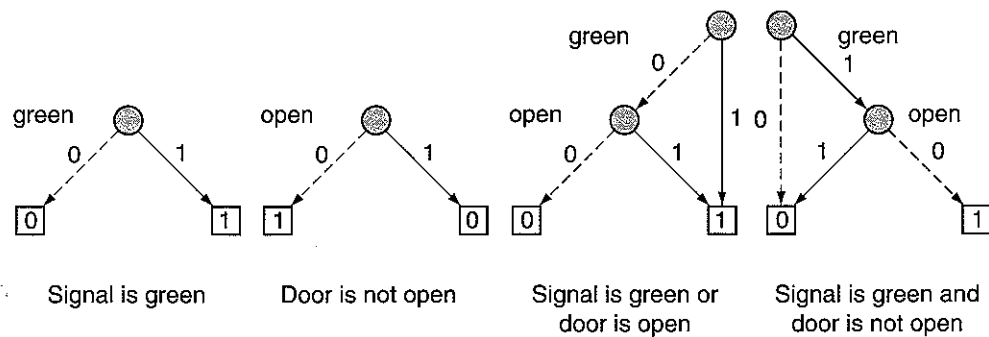 green
0
1
0
1
Signal is green
open
0
1
1
0
Door is not open
green
0
open
1
0
1
0
1
Signal is green or
door is open
green
1
0
open
1
0
0
1
Signal is green and
door is not open